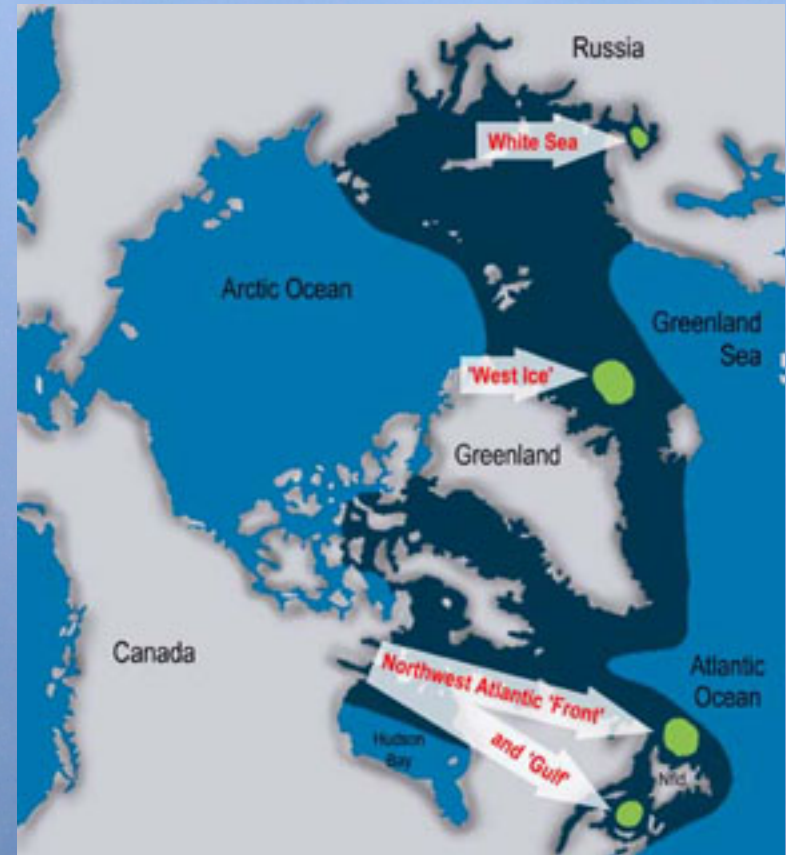 Russia
White Sea
Arctic Ocean
Greenland
Sea
'West Ice'
Greenland
Canada
Northwest Atlantic 'Front'
and 'Gulf'
Atlantic
Ocean
Hudson
Bay
Nfld.